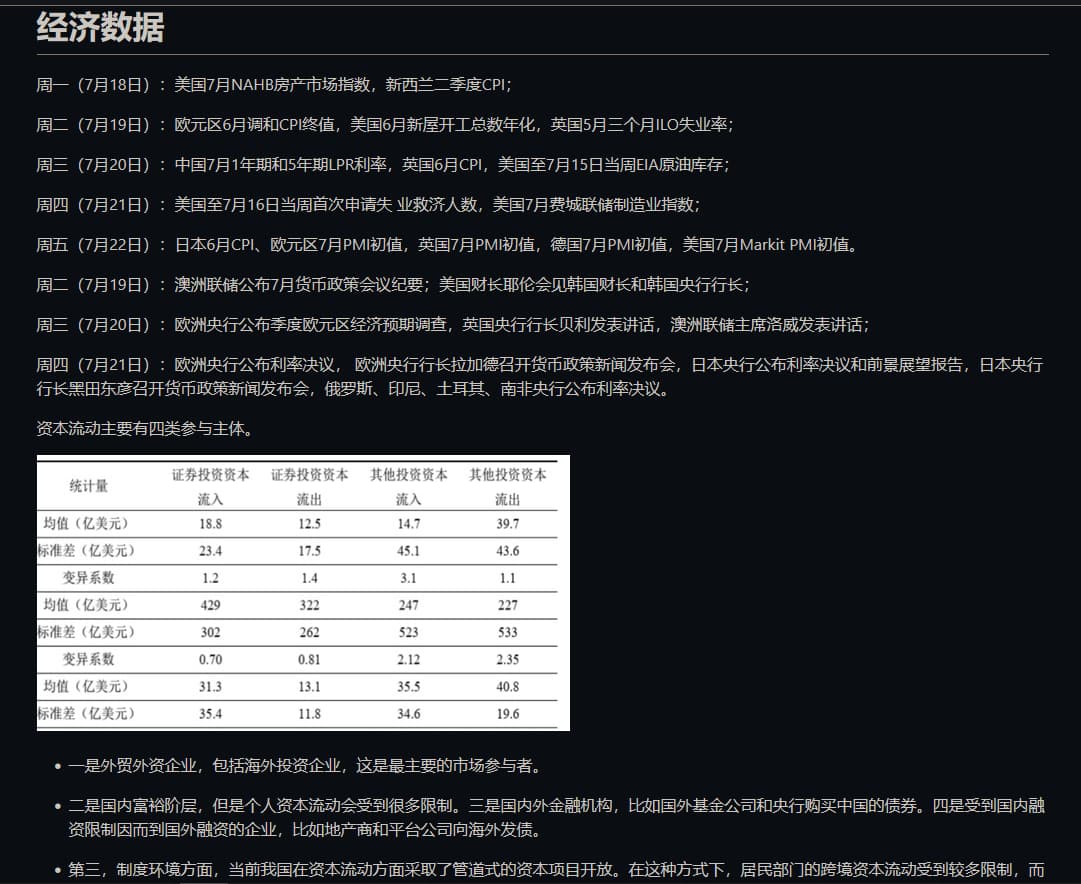 经济数据
周一（7月18日）：美国7月NAHB房产市场指数，新西兰二季度CPI；
周二（7月19日）：欧元区6月调和CPI终值，美国6月新屋开工总数年化，英国5月三个月ILO失业率；
周三（7月20日）：中国7月1年期和5年期LPR利率，英国6月CPI，美国至7月15日当周EIA原油库存；
周四（7月21日）：美国至7月16日当周首次申请失 业救济人数，美国7月费城联储制造业指数；
周五（7月22日）：日本6月CPI、欧元区7月PMI初值，英国7月PMI初值，德国7月PMI初值，美国7月Markit PMI初值。
周二（7月19日）：澳洲联储公布7月货币政策会议纪要；美国财长耶伦会见韩国财长和韩国央行行长；
周三（7月20日）：欧洲央行公布季度欧元区经济预期调查，英国央行行长贝利发表讲话，澳洲联储主席洛威发表讲话；
周四（7月21日）：欧洲央行公布利率决议， 欧洲央行行长拉加德召开货币政策新闻发布会，日本央行公布利率决议和前景展望报告，日本央行
行长黑田东彦召开货币政策新闻发布会，俄罗斯、印尼、土耳其、南非央行公布利率决议。
资本流动主要有四类参与主体。
统计量 证券投资资本 证券投资资本 其他投资资本 其他投资资本
流入 流出 流入 流出
均值（亿美元） 18.8 12.5 14.7 39.7
标准差（亿美元） 23.4 17.5 45.1 43.6
变异系数 1.2 1.4 3.1 1.1
均值（亿美元） 429 322 247 227
标准差（亿美元） 302 262 523 533
变异系数 0.70 0.81 2.12 2.35
均值（亿美元） 31.3 13.1 35.5 40.8
标准差（亿美元） 35.4 11.8 34.6 19.6
• 一是外贸外资企业，包括海外投资企业，这是最主要的市场参与者。
• 二是国内富裕阶层，但是个人资本流动会受到很多限制。三是国内外金融机构，比如国外基金公司和央行购买中国的债券。四是受到国内融
资限制因而到国外融资的企业，比如地产商和平台公司向海外发债。
• 第三，制度环境方面，当前我国在资本流动方面采取了管道式的资本项目开放。在这种方式下，居民部门的跨境资本流动受到较多限制，而